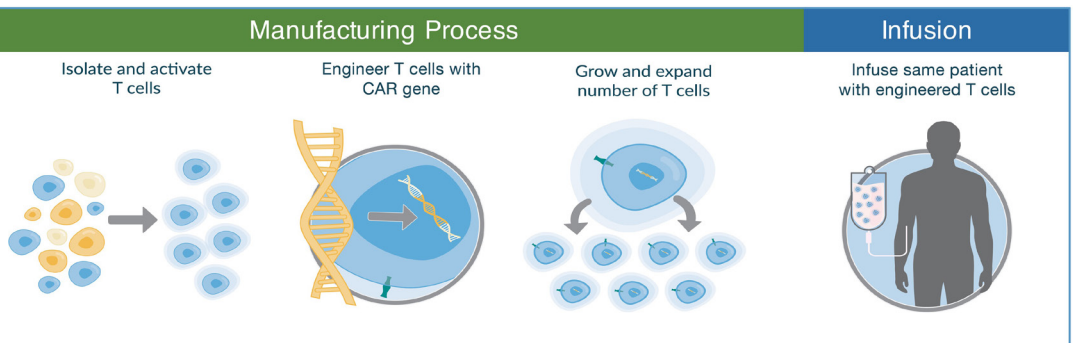 Manufacturing Process
Infusion
Isolate and activate
T cells
Engineer T cells with
CAR gene
Grow and expand
number of T cells
Infuse same patient
with engineered T cells